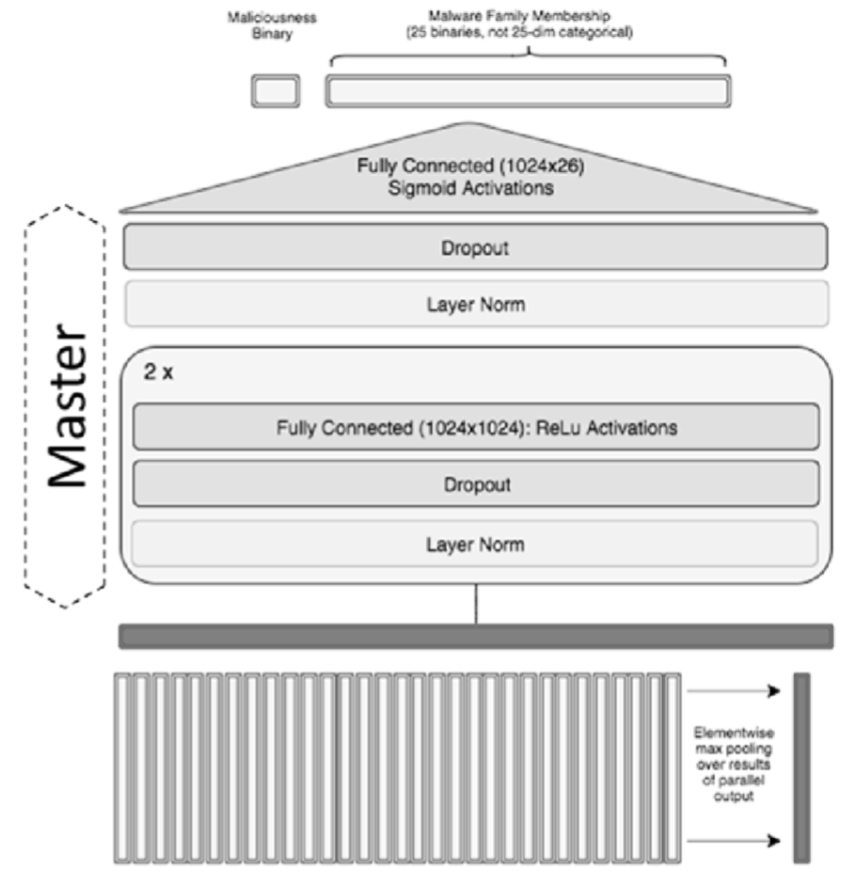 Maliciousness
Binary
Malware Family Membership
(25 binaries, not 25-dim categorical)
Fully Connected (1024x26)
Sigmoid Activations
Dropout
Layer Norm
Master
2 x
Fully Connected (1024x1024): ReLu Activations
Dropout
Layer Norm
Elementwise
max pooling
over results
of parallel
output